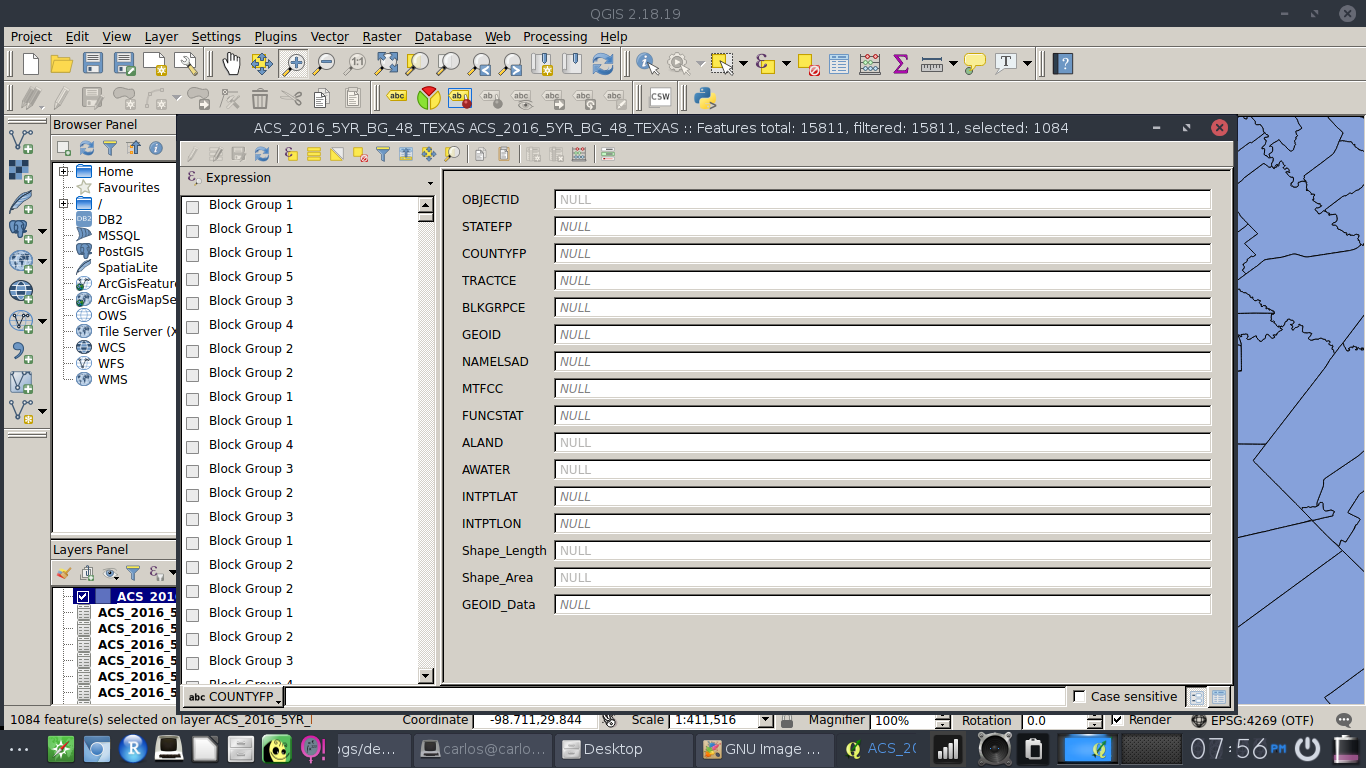 QGIS 2.18.19
Project Edit View Layer Settings Plugins Vector Raster Database Web Processing Help
1:1
T
abc
abc
CSW
Browser Panel
Home
Favourites
/
DB2
MSSQL
PostGIS
SpatiaLite
ArcGisFeature
ArcGisMapSe
OWS
Tile Server (X
WCS
WFS
WMS
Layers Panel
ACS_201
ACS_2016_5
ACS_2016_5
ACS_2016_5
ACS_2016_5
ACS_2016_5
ACS_2016_5
ACS_2016_5YR_BG_48_TEXAS ACS_2016_5YR_BG_48_TEXAS :: Features total: 15811, filtered: 15811, selected: 1084
Expression
Block Group 1
Block Group 1
Block Group 1
Block Group 5
Block Group 3
Block Group 4
Block Group 2
Block Group 2
Block Group 1
Block Group 1
Block Group 4
Block Group 3
Block Group 2
Block Group 3
Block Group 1
Block Group 2
Block Group 2
Block Group 1
Block Group 2
Block Group 3
Block Group 4
OBJECTID NULL
STATEFP NULL
COUNTYFP NULL
TRACTCE NULL
BLKGRPCE NULL
GEOID NULL
NAMELSAD NULL
MTFCC NULL
FUNCSTAT NULL
ALAND NULL
AWATER NULL
INTPTLAT NULL
INTPTLON NULL
Shape_Length NULL
Shape_Area NULL
GEOID_Data NULL
abc COUNTYFP Case sensitive
1084 feature(s) selected on layer ACS_2016_5YR_ Coordinate -98.711,29.844 Scale 1:411,516 Magnifier 100% Rotation 0.0 Render EPSG:4269 (OTF)
ogs/de... carlos@carlo... Desktop GNU Image ... ACS_20 07:56 PM